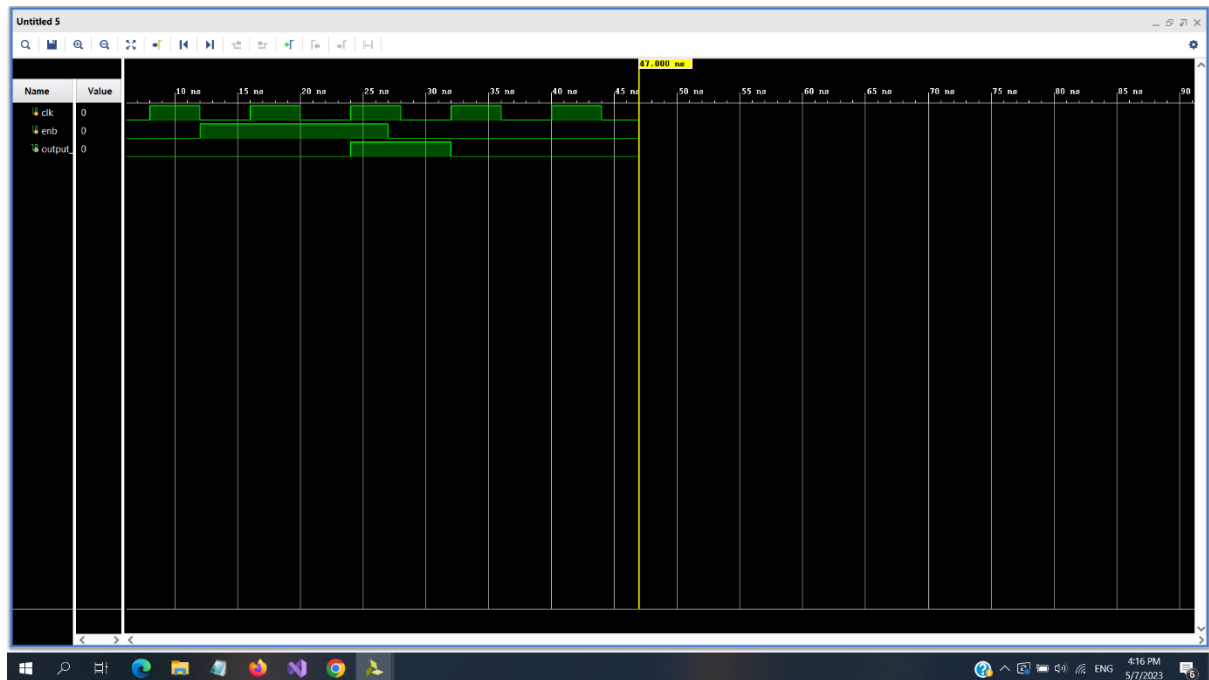 Untitled 5
47.000 ns
Name Value
10 ns 15 ns 20 ns 25 ns 30 ns 35 ns 40 ns 45 ns 50 ns 55 ns 60 ns 65 ns 70 ns 75 ns 80 ns 85 ns 90
clk 0
enb 0
output_ 0
ENG
4:16 PM
5/7/2023
6